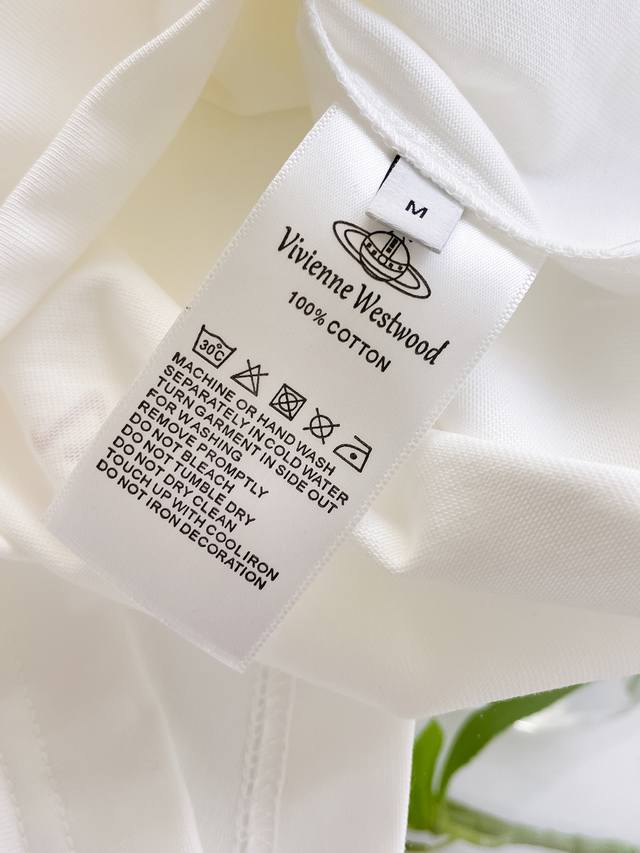 M
Vivienne Westwood
100% COTTON
30℃
MACHINE OR HAND WASH
SEPARATELY IN COLD WATER
TURN GARMENT IN SIDE OUT
FOR WASHING
REMOVE PROMPTLY
DO NOT BLEACH
DO NOT TUMBLE DRY
DO NOT DRY CLEAN
TOUCH UP WITH COOL IRON
DO NOT IRON DECORATION